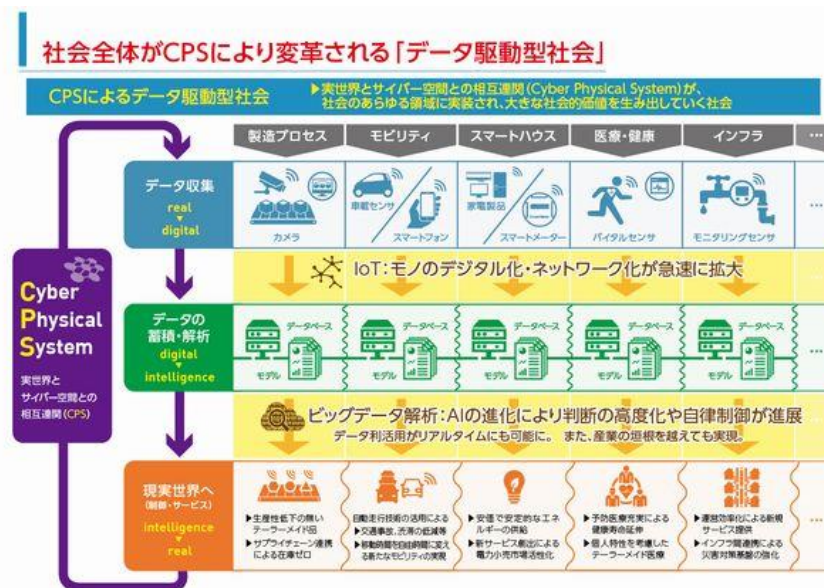 社会全体がCPSにより変革される「データ駆動型社会」
CPSによるデータ駆動型社会
▶実世界とサイバー空間との相互連関(Cyber Physical System)が、
社会のあらゆる領域に実装され、大きな社会的価値を生み出していく社会
製造プロセス
モビリティ
スマートハウス
医療・健康
インフラ
…
データ収集
real
digital
カメラ
車載センサ
スマートフォン
家電製品
スマートメーター
バイタルセンサ
モニタリングセンサ
…
IoT:モノのデジタル化・ネットワーク化が急速に拡大
Cyber
Physical
System
実世界と
サイバー空間との
相互連関(CPS)
データの
蓄積・解析
digital
intelligence
データベース
モデル
データベース
モデル
データベース
モデル
データベース
モデル
データベース
モデル
…
ビッグデータ解析:AIの進化により判断の高度化や自律制御が進展
データ利活用がリアルタイムにも可能に。また、産業の垣根を越えても実現。
現実世界へ
(制御・サービス)
intelligence
real
▶生産性低下の無い
テーラーメイド品
▶サプライチェーン連携
による在庫ゼロ
自動走行技術の活用による
▶交通事故、渋滞の低減等
▶移動時間を自由時間に変え
る新たなモビリティの実現
▶安価で安定的なエネ
ルギーの供給
▶新サービス創出による
電力小売市場活性化
▶予防医療充実による
健康寿命延伸
▶個人特性を考慮した
テーラーメイド医療
▶運営効率化による新規
サービス提供
▶インフラ間連携による
災害対策基盤の強化
…